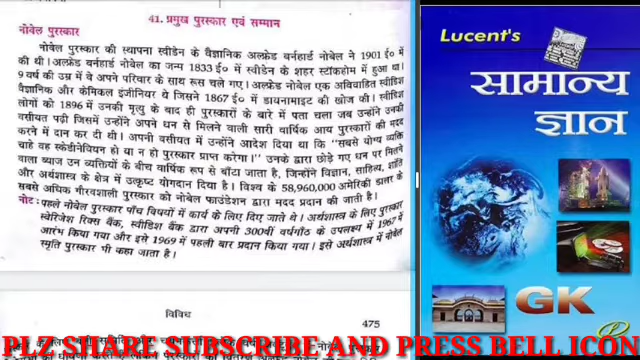 41. प्रमुख पुरस्कार एवं सम्मान
नोबेल पुरस्कार
नोबेल पुरस्कार की स्थापना स्वीडेन के वैज्ञानिक अल्फ्रेड बर्नहार्ड नोबेल ने 1901 ई० में
की थी। अल्फ्रेड बर्नहार्ड नोबेल का जन्म 1833 ई० में स्वीडेन के शहर स्टॉकहोम में हुआ था।
9 वर्ष की उम्र में वे अपने परिवार के साथ रूस चले गए। अल्फ्रेड नोबेल एक अविवाहित स्वीडिश
वैज्ञानिक और केमिकल इंजीनियर थे जिसने 1867 ई० में डायनामाइट की खोज की। स्वीडिश
लोगों को 1896 में उनकी मृत्यु के बाद ही पुरस्कारों के बारे में पता चला जब उन्होंने उनकी
वसीयत पढ़ी जिसमें उन्होंने अपने धन से मिलने वाली सारी वार्षिक आय पुरस्कारों की मदद
करने में दान कर दी थी। अपनी वसीयत में उन्होंने आदेश दिया था कि "सबसे योग्य व्यक्ति
चाहे वह स्केडीनेवियन हो या न हो पुरस्कार प्राप्त करेगा।" उनके द्वारा छोड़े गए धन पर मिलने
वाला ब्याज उन व्यक्तियों के बीच वार्षिक रूप से बाँटा जाता है, जिन्होंने विज्ञान, साहित्य, शांति
और अर्थशास्त्र के क्षेत्र में उत्कृष्ट योगदान दिया है। विश्व के 58,960,000 अमेरिकी डालर के
सबसे अधिक गौरवशाली पुरस्कार को नोबेल फाउंडेशन द्वारा मदद प्रदान की जाती है।
नोट: पहले नोबेल पुरस्कार पाँच विषयों में कार्य के लिए दिए जाते थे। अर्थशास्त्र के लिए पुरस्कार
स्वेरिजेश रिक्स बैंक, स्वीडिश बैंक द्वारा अपनी 300वीं वर्षगाँठ के उपलक्ष्य में 1967 में
आरंभ किया गया और इसे 1969 में पहली बार प्रदान किया गया। इसे अर्थशास्त्र में नोबेल
स्मृति पुरस्कार भी कहा जाता है।
विविध
475
Lucent's
सामान्य
ज्ञान
GK
PLZ SHARE SUBSCRIBE AND PRESS BELL ICON